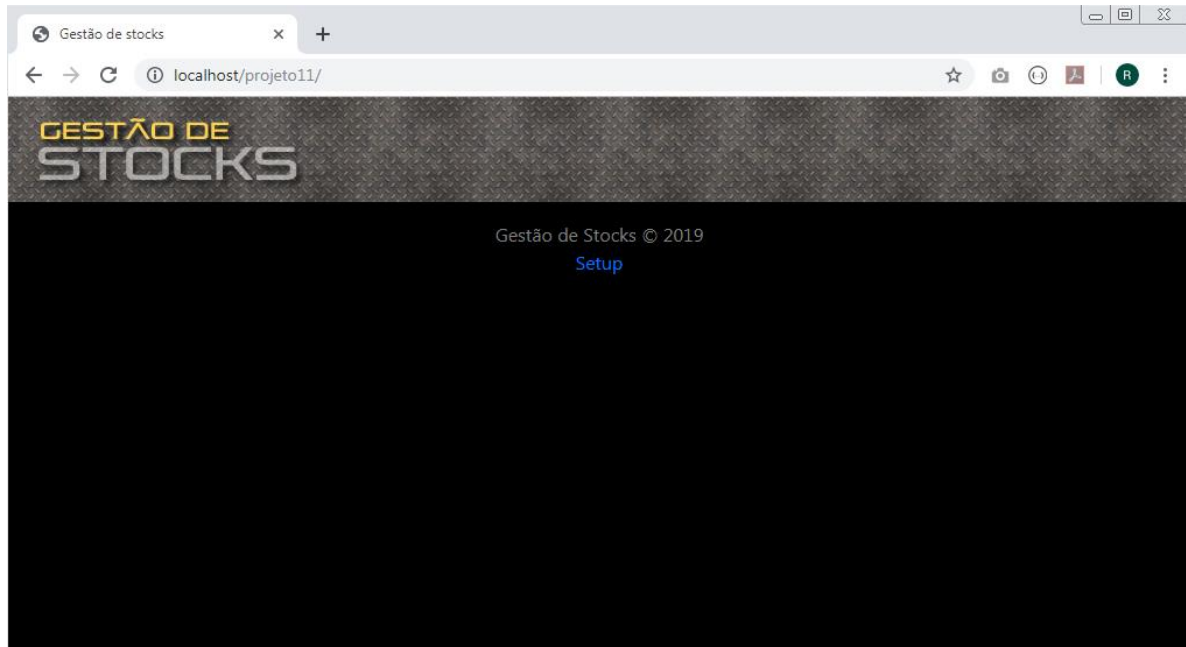 Gestão de stocks
localhost/projeto11/
R
GESTÃO DE
STOCKS
Gestão de Stocks © 2019
Setup